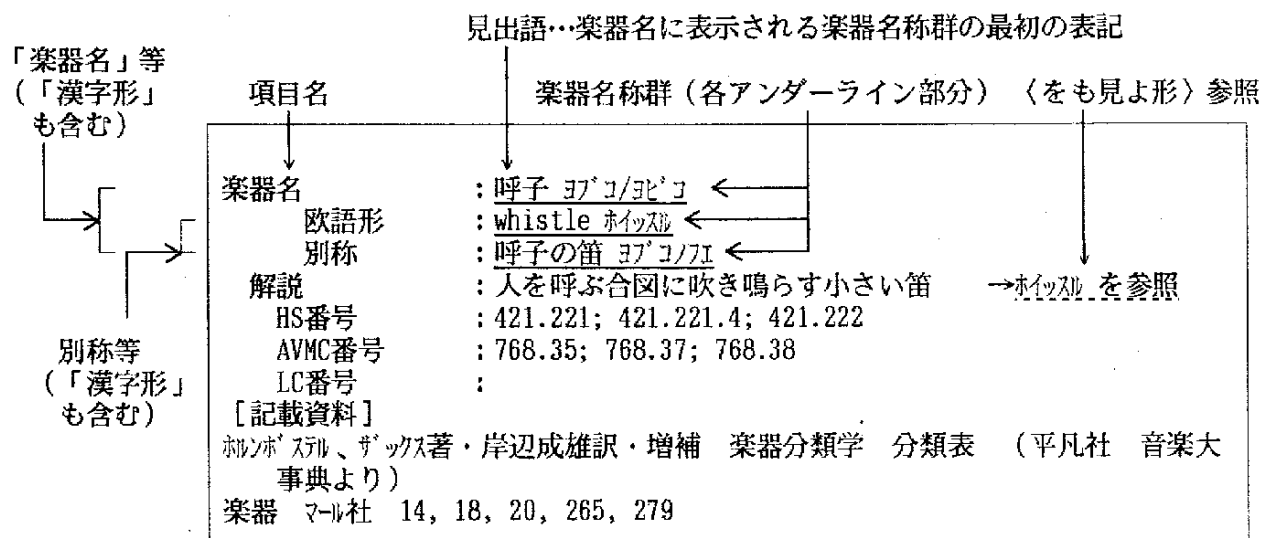 見出語…楽器名に表示される楽器名称群の最初の表記
「楽器名」等
(「漢字形」
も含む)
項目名
楽器名称群(各アンダーライン部分)
〈をも見よ形〉参照
楽器名 :呼子 ﾖﾌﾞｺ/ﾖﾋﾞｺ
欧語形 :whistle ﾎｲｯｽﾙ
別称 :呼子の笛 ﾖﾌﾞｺﾉﾌｴ
解説 :人を呼ぶ合図に吹き鳴らす小さい笛 →ﾎｲｯｽﾙ を参照
HS番号 :421.221; 421.221.4; 421.222
AVMC番号 :768.35; 768.37; 768.38
LC番号 :
[記載資料]
ﾎﾙﾝﾎﾞｽﾃﾙ、ｻﾞｯｸｽ著・岸辺成雄訳・増補 楽器分類学 分類表 (平凡社 音楽大
事典より)
楽器 ﾏｰﾙ社 14, 18, 20, 265, 279
別称等
(「漢字形」
も含む)